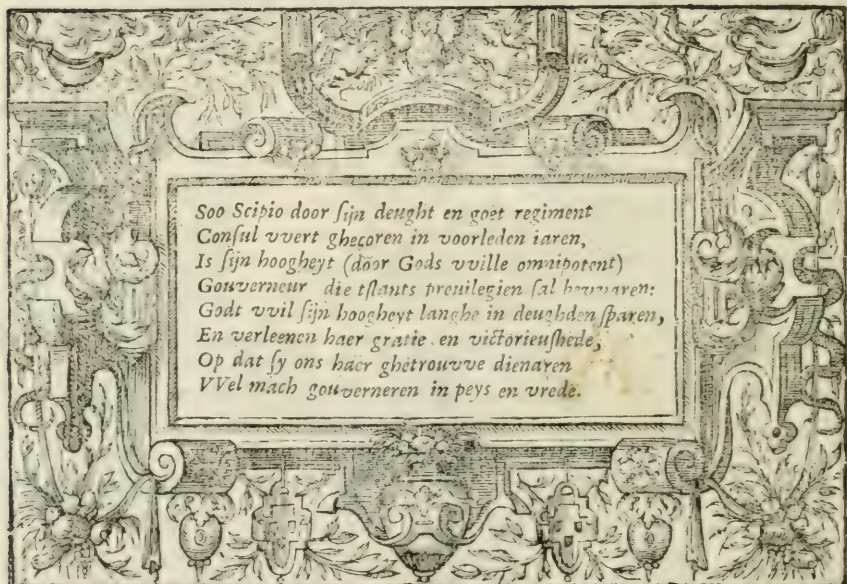 Soo Scipio door ſijn deught en goet regiment
Conſul vvert ghecoren in voorleden iaren,
Is ſijn hoogheyt (door Gods vville omnipotent)
Gouverneur die tſlants preuilegien ſal bevvaren:
Godt vvil ſijn hoogheyt langhe in deughden ſparen,
En verleenen haer gratie en victorieuſhede,
Op dat ſy ons haer ghetrouvve dienaren
VVel mach gouverneren in peys en vrede.